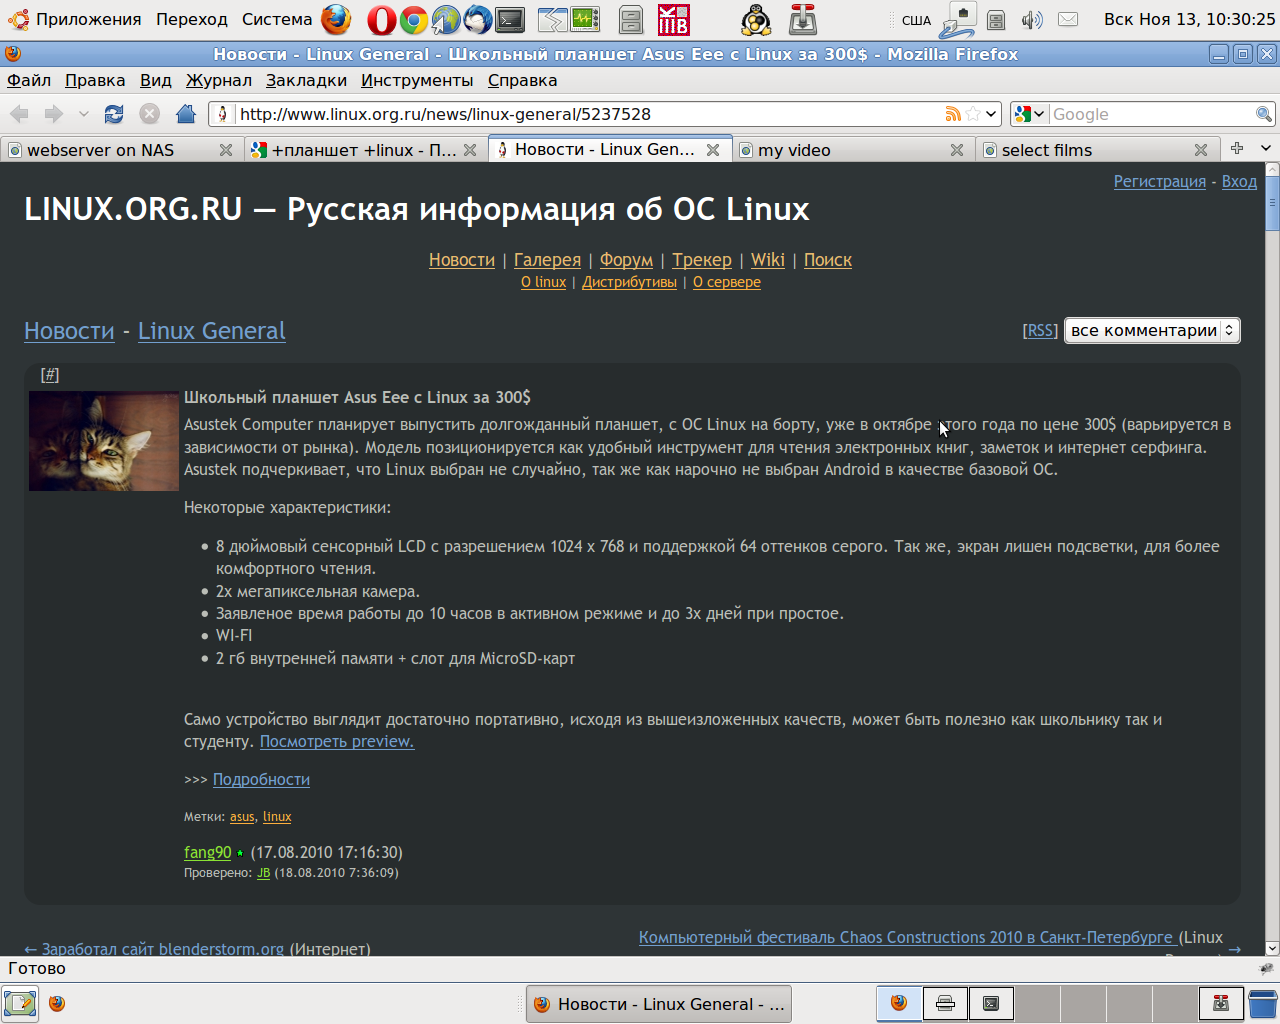 Приложения Переход Система США Вск Ноя 13, 10:30:25
Новости - Linux General - Школьный планшет Asus Eee с Linux за 300$ - Mozilla Firefox
Файл Правка Вид Журнал Закладки Инструменты Справка
http://www.linux.org.ru/news/linux-general/5237528 Google
webserver on NAS +планшет +linux - П... Новости - Linux Gen... my video select films
Регистрация - Вход
LINUX.ORG.RU — Русская информация об ОС Linux
Новости | Галерея | Форум | Трекер | Wiki | Поиск
О linux | Дистрибутивы | О сервере
Новости - Linux General [RSS] все комментарии
[#]
Школьный планшет Asus Eee с Linux за 300$
Asustek Computer планирует выпустить долгожданный планшет, с ОС Linux на борту, уже в октябре этого года по цене 300$ (варьируется в
зависимости от рынка). Модель позиционируется как удобный инструмент для чтения электронных книг, заметок и интернет серфинга.
Asustek подчеркивает, что Linux выбран не случайно, так же как нарочно не выбран Android в качестве базовой ОС.
Некоторые характеристики:
• 8 дюймовый сенсорный LCD с разрешением 1024 x 768 и поддержкой 64 оттенков серого. Так же, экран лишен подсветки, для более
комфортного чтения.
• 2х мегапиксельная камера.
• Заявленое время работы до 10 часов в активном режиме и до 3х дней при простое.
• WI-FI
• 2 гб внутренней памяти + слот для MicroSD-карт
Само устройство выглядит достаточно портативно, исходя из вышеизложенных качеств, может быть полезно как школьнику так и
студенту. Посмотреть preview.
>>> Подробности
Метки: asus, linux
fang90 (17.08.2010 17:16:30)
Проверено: JB (18.08.2010 7:36:09)
← Заработал сайт blenderstorm.org (Интернет) Компьютерный фестиваль Chaos Constructions 2010 в Санкт-Петербурге (Linux →
Готово
Новости - Linux General - ...